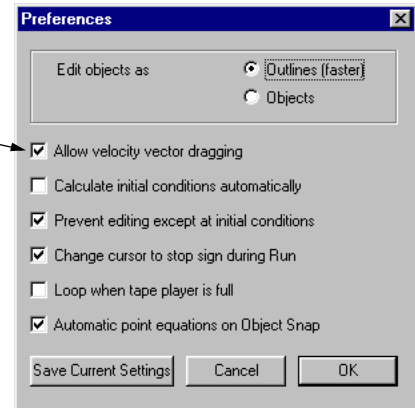 Preferences
Edit objects as
Outlines (faster)
Objects
Allow velocity vector dragging
Calculate initial conditions automatically
Prevent editing except at initial conditions
Change cursor to stop sign during Run
Loop when tape player is full
Automatic point equations on Object Snap
Save Current Settings Cancel OK